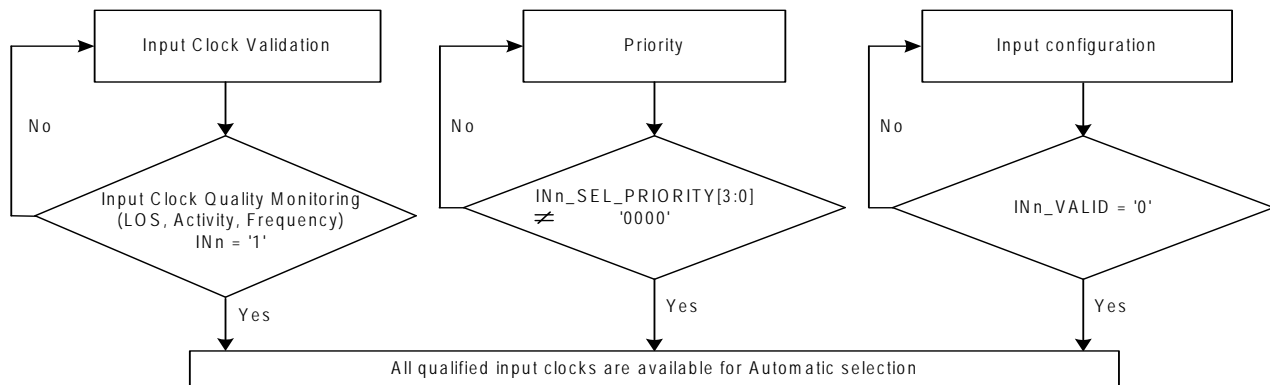 Input Clock Validation
No
Input Clock Quality Monitoring
(LOS, Activity, Frequency)
INn = '1'
Yes
Priority
No
INn_SEL_PRIORITY[3:0]
≠ '0000'
Yes
Input configuration
No
INn_VALID = '0'
Yes
All qualified input clocks are available for Automatic selection